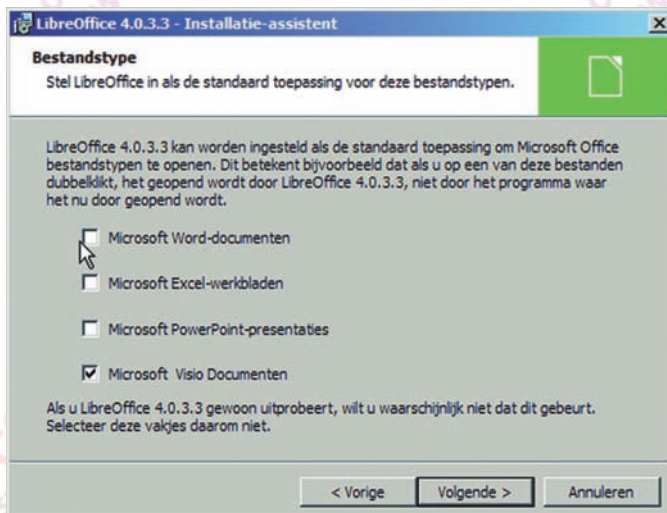 LibreOffice 4.0.3.3 - Installatie-assistent
Bestandstype
Stel LibreOffice in als de standaard toepassing voor deze bestandstypen.
LibreOffice 4.0.3.3 kan worden ingesteld als de standaard toepassing om Microsoft Office
bestandstypen te openen. Dit betekent bijvoorbeeld dat als u op een van deze bestanden
dubbelklikt, het geopend wordt door LibreOffice 4.0.3.3, niet door het programma waar
het nu door geopend wordt.
Microsoft Word-documenten
Microsoft Excel-werkbladen
Microsoft PowerPoint-presentaties
Microsoft Visio Documenten
Als u LibreOffice 4.0.3.3 gewoon uitprobeert, wilt u waarschijnlijk niet dat dit gebeurt.
Selecteer deze vakjes daarom niet.
< Vorige Volgende > Annuleren